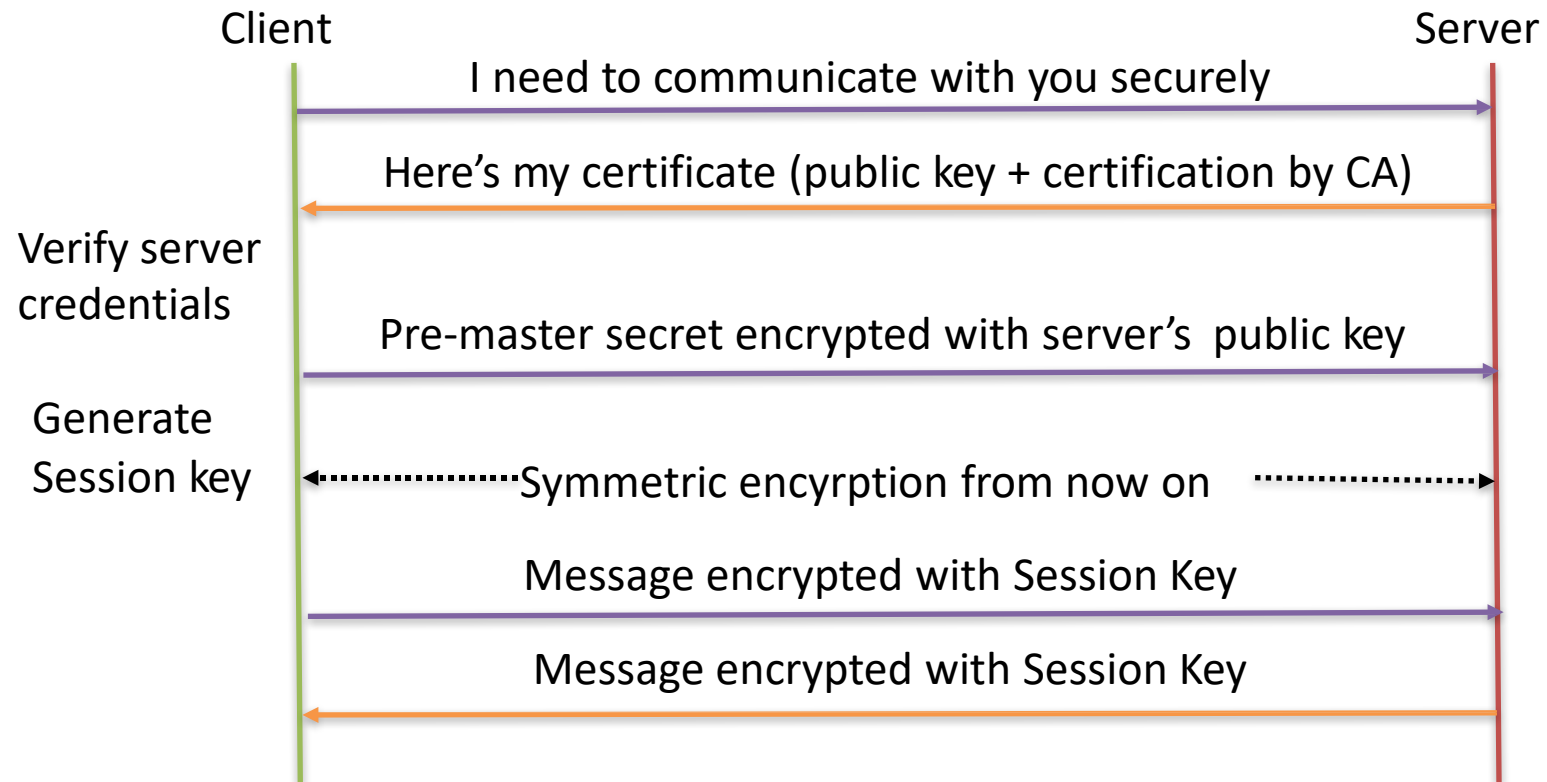 Client
Server
I need to communicate with you securely
Here’s my certificate (public key + certification by CA)
Verify server
credentials
Pre-master secret encrypted with server’s  public key
Generate
Session key
Symmetric encyrption from now on
Message encrypted with Session Key
Message encrypted with Session Key